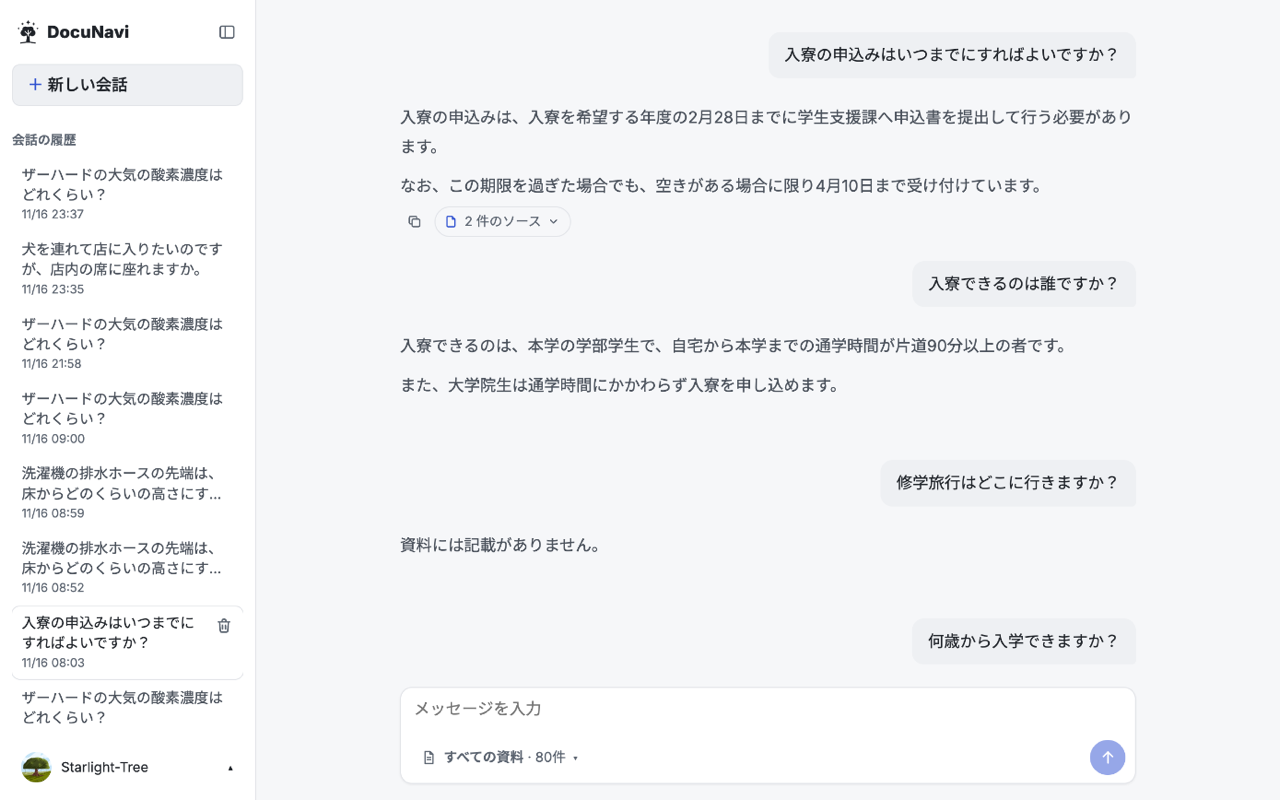 DocuNavi
+ 新しい会話
会話の履歴
ザーハードの大気の酸素濃度は
どれくらい？
11/16 23:37
犬を連れて店に入りたいのです
が、店内の席に座れますか。
11/16 23:35
ザーハードの大気の酸素濃度は
どれくらい？
11/16 21:58
ザーハードの大気の酸素濃度は
どれくらい？
11/16 09:00
洗濯機の排水ホースの先端は、
床からどのくらいの高さにす...
11/16 08:59
洗濯機の排水ホースの先端は、
床からどのくらいの高さにす...
11/16 08:52
入寮の申込みはいつまでに
すればよいですか？
11/16 08:03
ザーハードの大気の酸素濃度は
どれくらい？
Starlight-Tree
入寮の申込みはいつまでにすればよいですか？
入寮の申込みは、入寮を希望する年度の2月28日までに学生支援課へ申込書を提出して行う必要があり
ます。
なお、この期限を過ぎた場合でも、空きがある場合に限り4月10日まで受け付けています。
2 件のソース
入寮できるのは誰ですか？
入寮できるのは、本学の学部学生で、自宅から本学までの通学時間が片道90分以上の者です。
また、大学院生は通学時間にかかわらず入寮を申し込めます。
修学旅行はどこに行きますか？
資料には記載がありません。
何歳から入学できますか？
メッセージを入力
すべての資料 · 80件